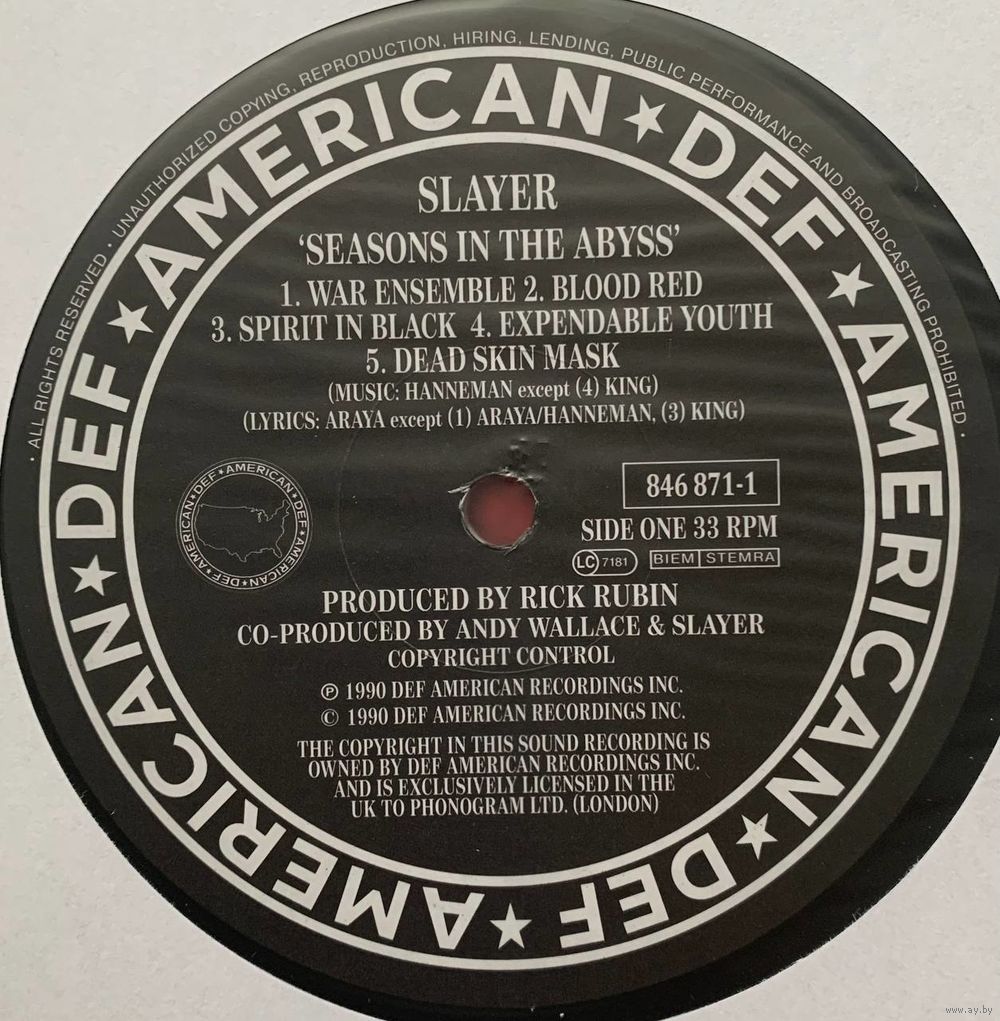 · ALL RIGHTS RESERVED · UNAUTHORIZED COPYING, REPRODUCTION, HIRING, LENDING, PUBLIC PERFORMANCE AND BROADCASTING PROHIBITED ·
AMERICAN ★ DEF ★ AMERICAN ★ DEF ★ AMERICAN ★ DEF ★
SLAYER
‘SEASONS IN THE ABYSS’
1. WAR ENSEMBLE 2. BLOOD RED
3. SPIRIT IN BLACK 4. EXPENDABLE YOUTH
5. DEAD SKIN MASK
(MUSIC: HANNEMAN except (4) KING)
(LYRICS: ARAYA except (1) ARAYA/HANNEMAN, (3) KING)
AMERICAN ★ DEF ★ AMERICAN ★ DEF ★ AMERICAN ★ DEF ★
846 871-1
SIDE ONE 33 RPM
LC 7181 BIEM STEMRA
PRODUCED BY RICK RUBIN
CO-PRODUCED BY ANDY WALLACE & SLAYER
COPYRIGHT CONTROL
℗ 1990 DEF AMERICAN RECORDINGS INC.
© 1990 DEF AMERICAN RECORDINGS INC.
THE COPYRIGHT IN THIS SOUND RECORDING IS
OWNED BY DEF AMERICAN RECORDINGS INC.
AND IS EXCLUSIVELY LICENSED IN THE
UK TO PHONOGRAM LTD. (LONDON)
www.ay.by